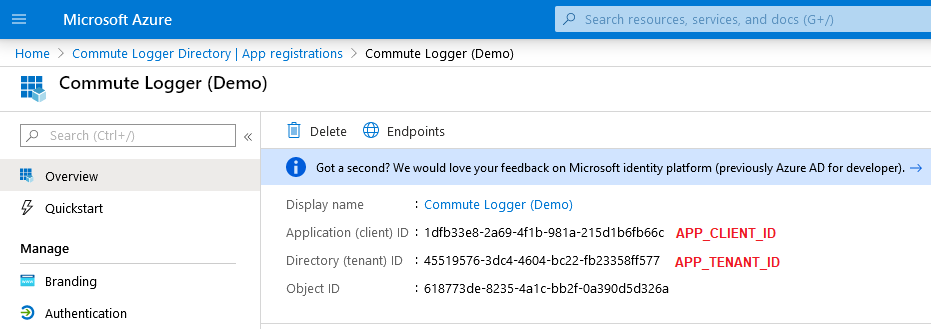 Microsoft Azure
Search resources, services, and docs (G+/)
Home > Commute Logger Directory | App registrations > Commute Logger (Demo)
Commute Logger (Demo)
Search (Ctrl+/)
«
Delete
Endpoints
Got a second? We would love your feedback on Microsoft identity platform (previously Azure AD for developer). →
Overview
Quickstart
Manage
Branding
Authentication
Display name : Commute Logger (Demo)
Application (client) ID : 1dfb33e8-2a69-4f1b-981a-215d1b6fb66c APP_CLIENT_ID
Directory (tenant) ID : 45519576-3dc4-4604-bc22-fb23358ff577 APP_TENANT_ID
Object ID : 618773de-8235-4a1c-bb2f-0a390d5d326a